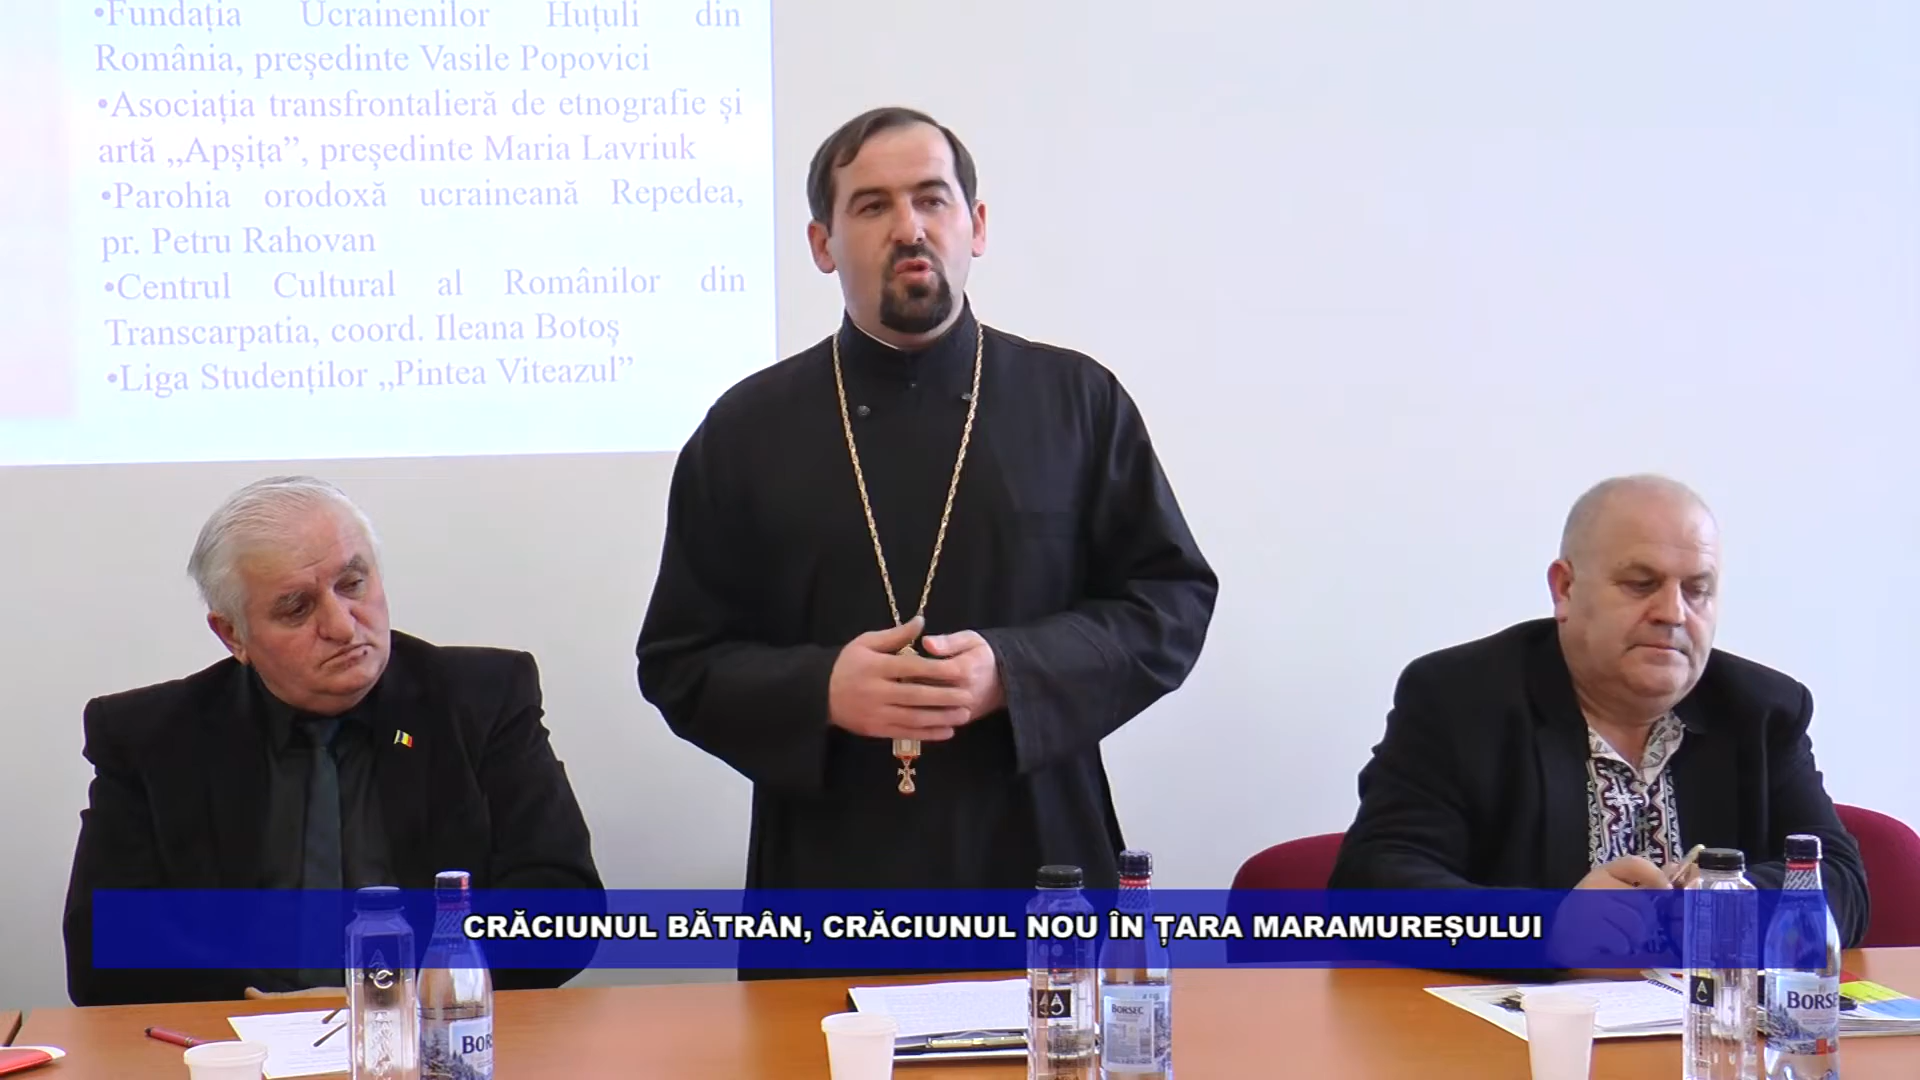 •Fundația Ucrainenilor Huțuli din
România, președinte Vasile Popovici
•Asociația transfrontalieră de etnografie și
artă „Apșița”, președinte Maria Lavriuk
•Parohia orodoxă ucraineană Repedea,
pr. Petru Rahovan
•Centrul Cultural al Românilor din
Transcarpatia, coord. Ileana Botoș
•Liga Studenților „Pintea Viteazul”
CRĂCIUNUL BĂTRÂN, CRĂCIUNUL NOU ÎN ȚARA MARAMUREȘULUI
BORSEC
BORSEC